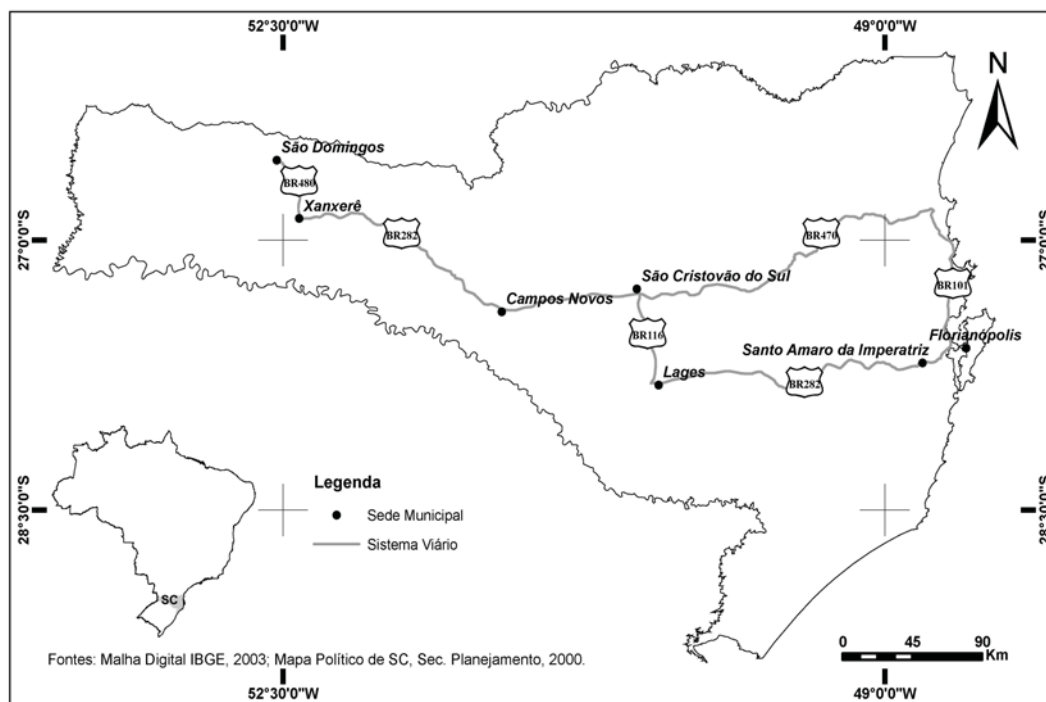 52°30'0"W
49°0'0"W
N
São Domingos
BR480
Xanxerê
27°0'0"S
BR282
BR470
27°0'0"S
São Cristovão do Sul
BR101
Campos Novos
BR116
Florianópolis
Santo Amaro da Imperatriz
Lages
BR282
Legenda
28°30'0"S
Sede Municipal
28°30'0"S
Sistema Viário
SC
0 45 90
Km
Fontes: Malha Digital IBGE, 2003; Mapa Político de SC, Sec. Planejamento, 2000.
52°30'0"W
49°0'0"W